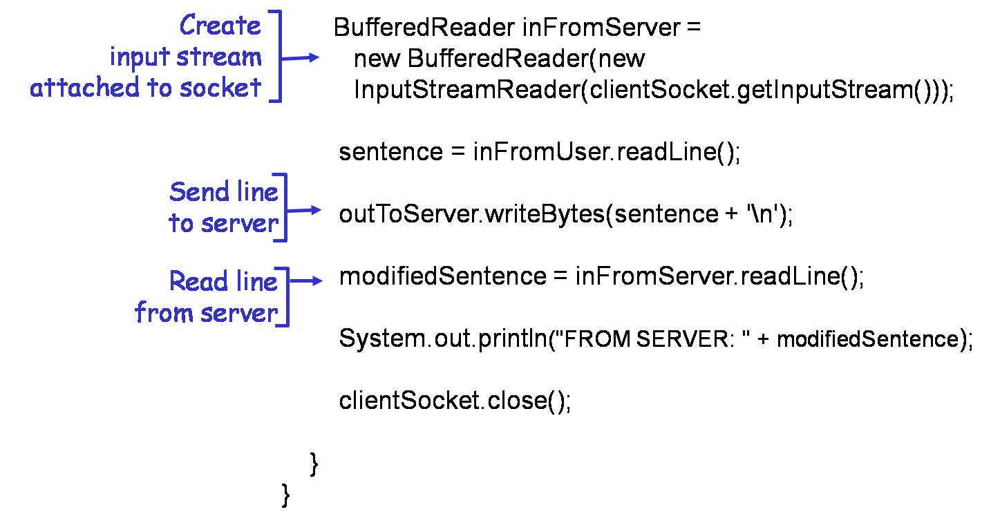 Create
input stream
attached to socket
BufferedReader inFromServer =
new BufferedReader(new
InputStreamReader(clientSocket.getInputStream()));
sentence = inFromUser.readLine();
Send line
to server
outToServer.writeBytes(sentence + '\n');
Read line
from server
modifiedSentence = inFromServer.readLine();
System.out.println("FROM SERVER: " + modifiedSentence);
clientSocket.close();
}
}